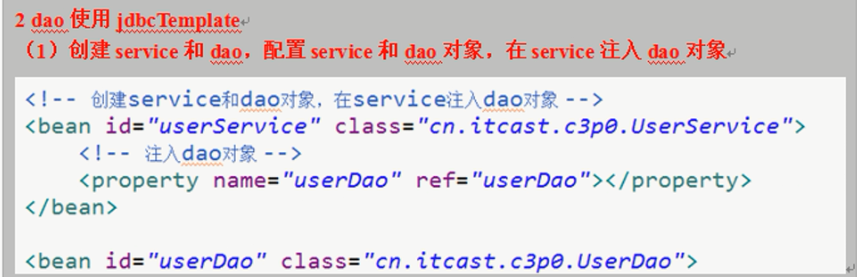 2 dao 使用 jdbcTemplate
（1）创建 service 和 dao，配置 service 和 dao 对象，在 service 注入 dao 对象
<!-- 创建service和dao对象，在service注入dao对象 -->
<bean id="userService" class="cn.itcast.c3p0.UserService">
<!-- 注入dao对象 -->
<property name="userDao" ref="userDao"></property>
</bean>
<bean id="userDao" class="cn.itcast.c3p0.UserDao">